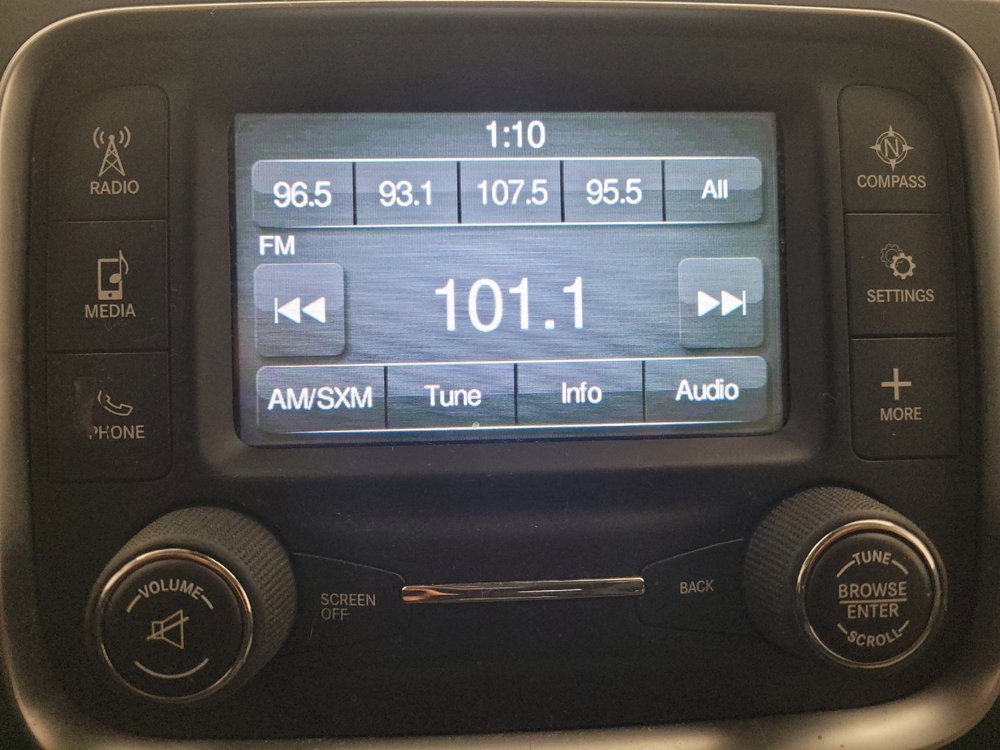 1:10
96.5 93.1 107.5 95.5 All
FM
101.1
AM/SXM Tune Info Audio
RADIO
MEDIA
PHONE
N
COMPASS
SETTINGS
MORE
VOLUME
SCREEN
OFF
BACK
TUNE
BROWSE
ENTER
SCROLL